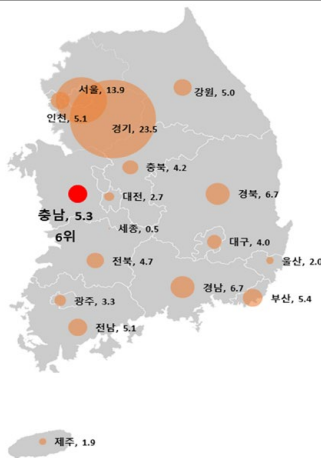 서울, 13.9
강원, 5.0
인천, 5.1
경기, 23.5
충북, 4.2
충남, 5.3
6위
대전, 2.7
경북, 6.7
세종, 0.5
대구, 4.0
울산, 2.0
전북, 4.7
경남, 6.7
부산, 5.4
광주, 3.3
전남, 5.1
제주, 1.9